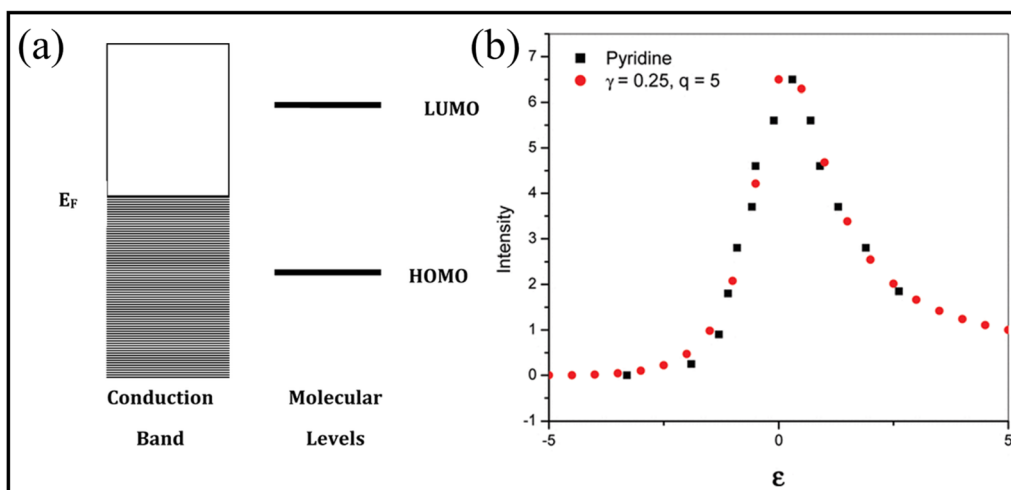 (a)
LUMO
E_F
HOMO
Conduction
Band
Molecular
Levels
(b)
Pyridine
γ = 0.25, q = 5
Intensity
7
6
5
4
3
2
1
0
-1
-5
0
5
ε